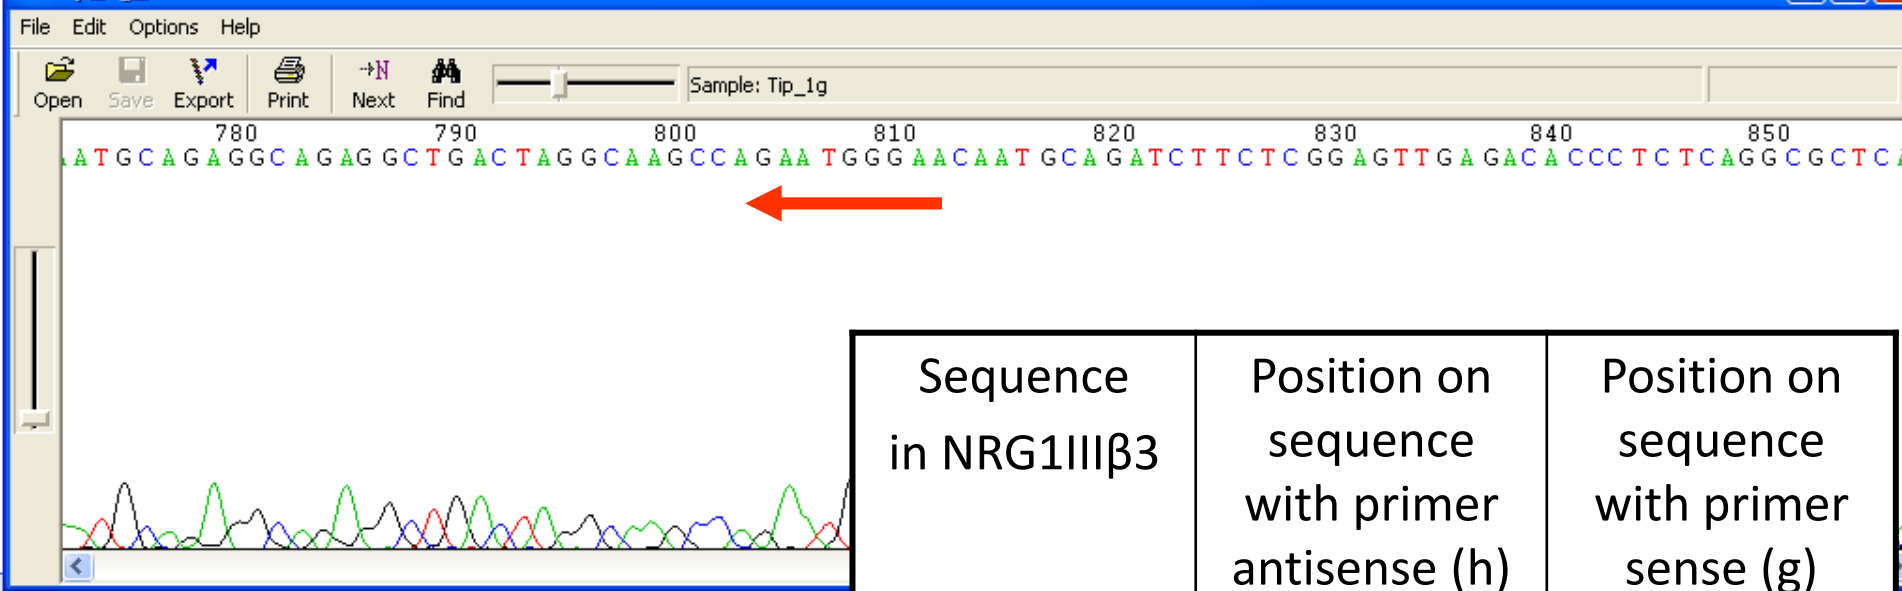 File Edit Options Help
Open Save Export Print Next Find Sample: Tip_1g
→N
780 790 800 810 820 830 840 850
ATGCAGAGGCAGAGGCTGACTAGGCAAGCCAGAATGGGAACAATGCAGATCTTCTCGGAGTTGAGACACCCTCTCAGGCGCTC
Sequence
in NRG1IIIβ3
Position on
sequence
with primer
antisense (h)
Position on
sequence
with primer
sense (g)